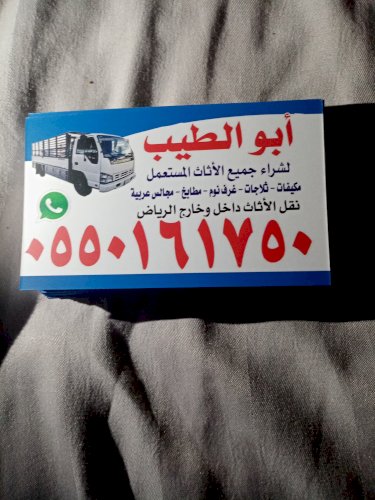 أبو الطيب
لشراء جميع الأثاث المستعمل
مكيفات - ثلاجات - غرف نوم - مطابخ - مجالس عربية
نقل الأثاث داخل وخارج الرياض
٠٥٥٠١٦١٧٥٠